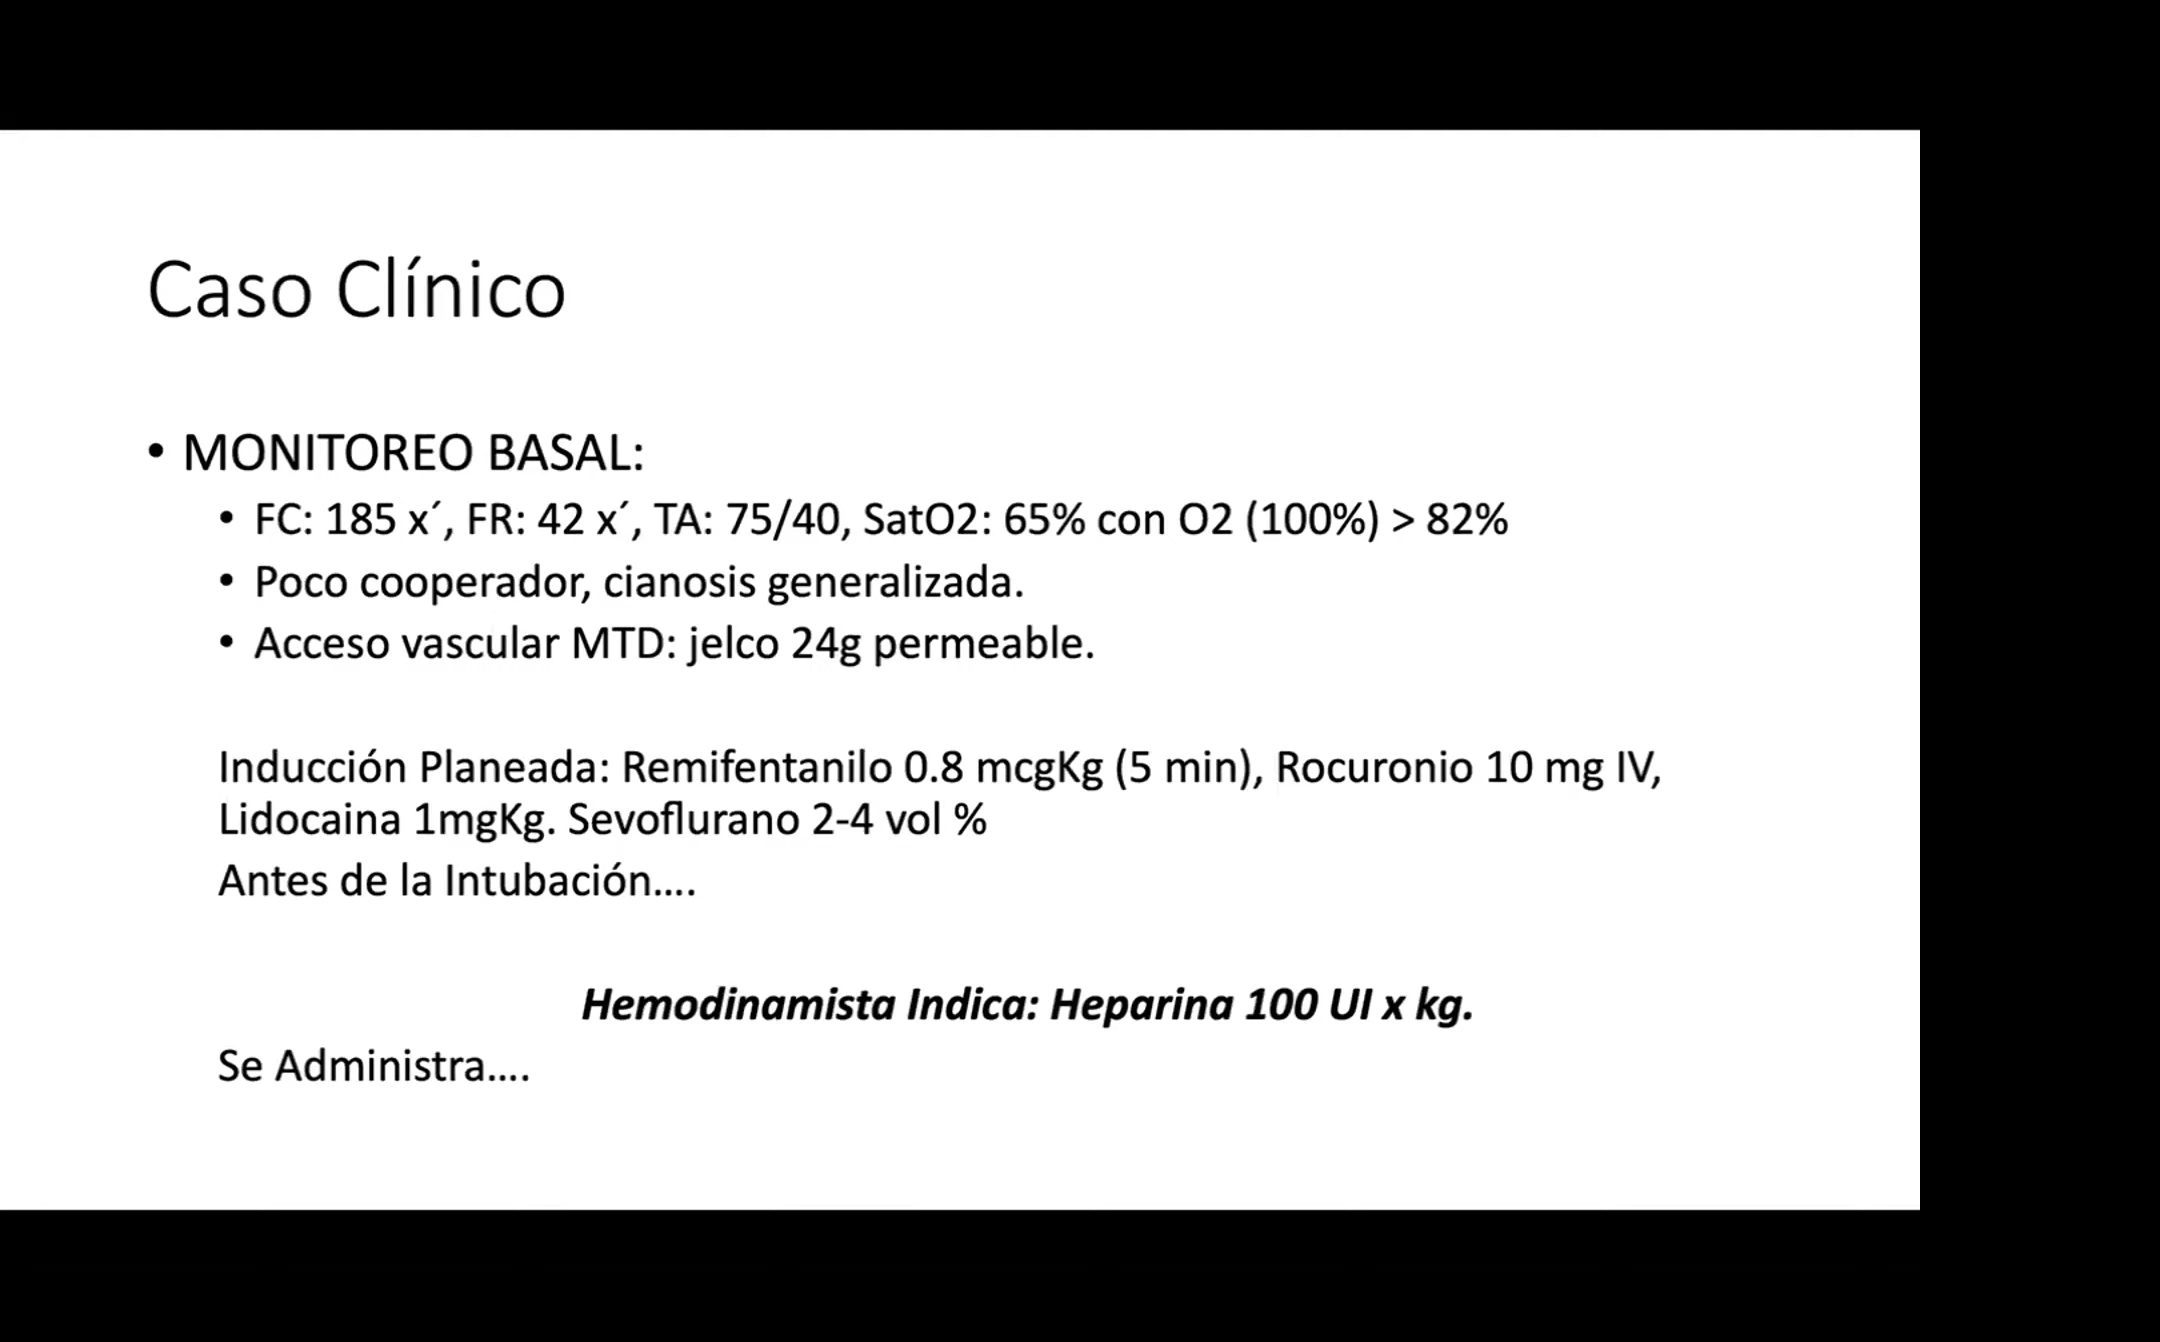 Caso Clínico
• MONITOREO BASAL:
• FC: 185 x´, FR: 42 x´, TA: 75/40, SatO2: 65% con O2 (100%) > 82%
• Poco cooperador, cianosis generalizada.
• Acceso vascular MTD: jelco 24g permeable.
Inducción Planeada: Remifentanilo 0.8 mcgKg (5 min), Rocuronio 10 mg IV,
Lidocaina 1mgKg. Sevoflurano 2-4 vol %
Antes de la Intubación....
Hemodinamista Indica: Heparina 100 UI x kg.
Se Administra....